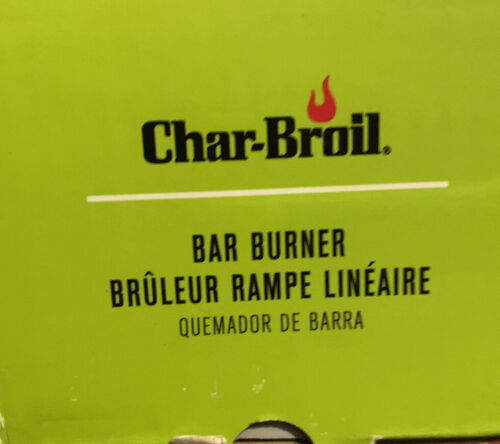 Char-Broil®
BAR BURNER
BRÛLEUR RAMPE LINÉAIRE
QUEMADOR DE BARRA